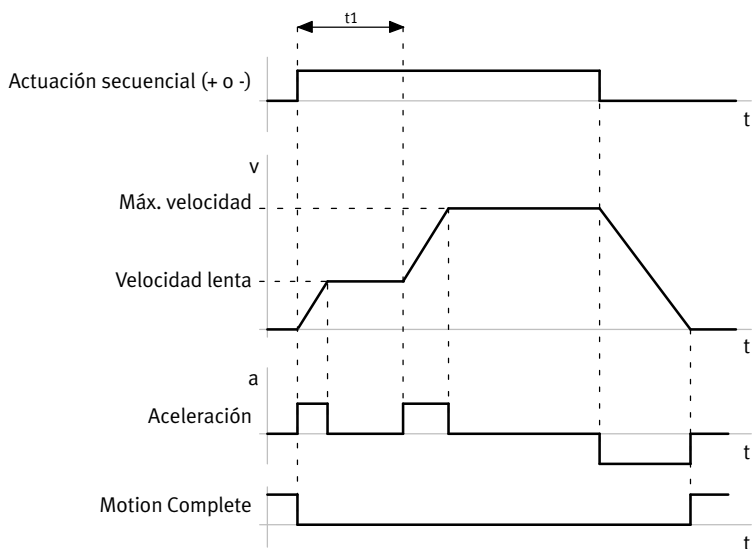 t1
Actuación secuencial (+ o -)
t
v
Máx. velocidad
Velocidad lenta
t
a
Aceleración
t
Motion Complete
t